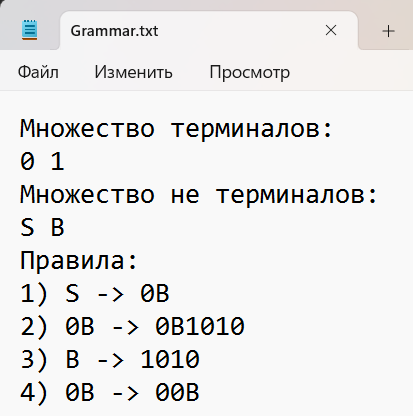 Grammar.txt
Файл Изменить Просмотр
Множество терминалов:
0 1
Множество не терминалов:
S B
Правила:
1) S -> 0B
2) 0B -> 0B1010
3) B -> 1010
4) 0B -> 00B